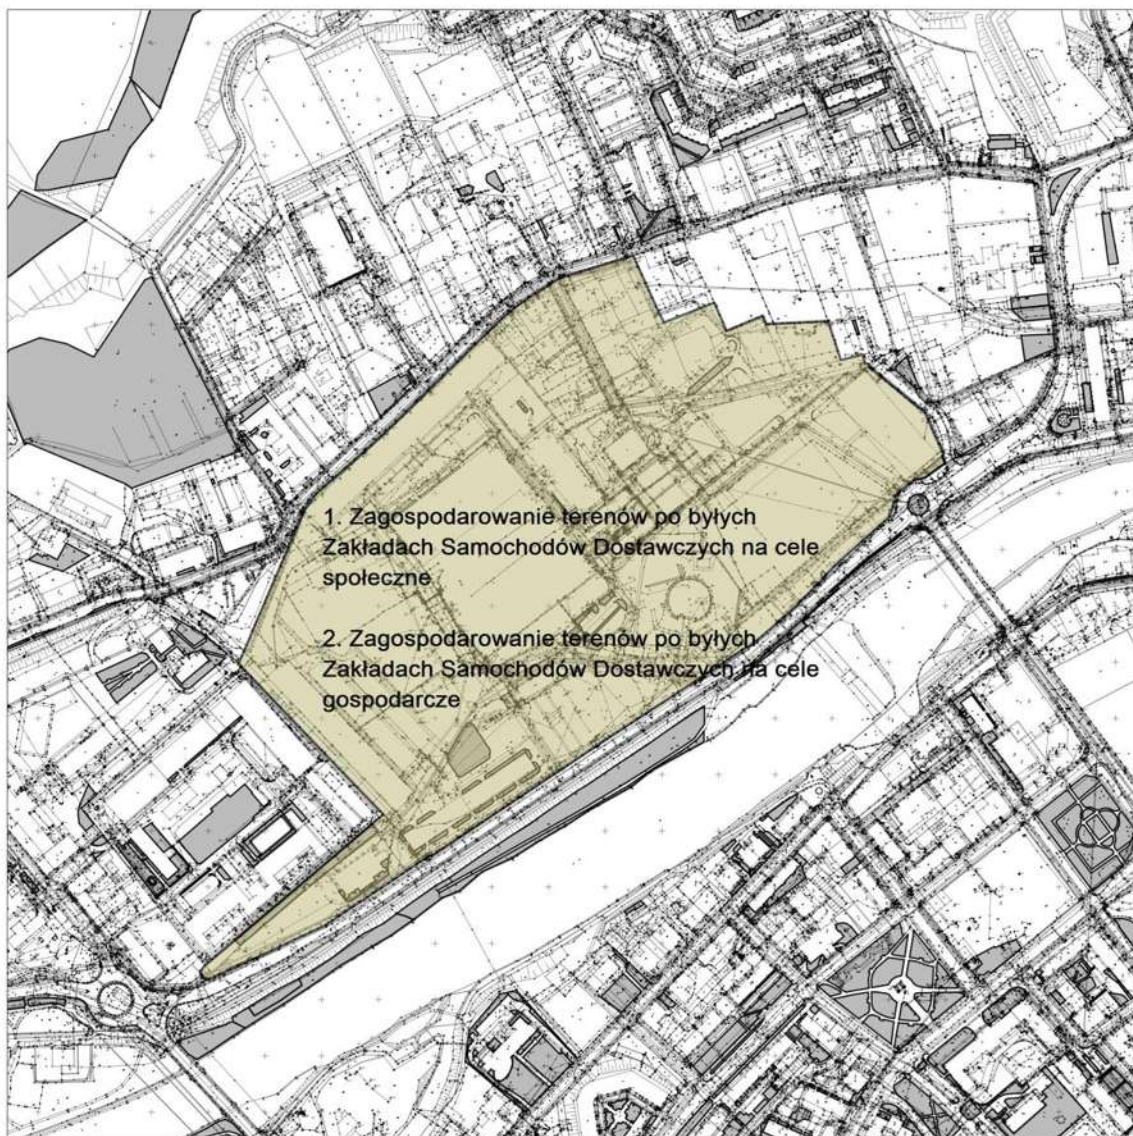 1. Zagospodarowanie terenów po byłych
Zakładach Samochodów Dostawczych na cele
społeczne
2. Zagospodarowanie terenów po byłych
Zakładach Samochodów Dostawczych na cele
gospodarcze